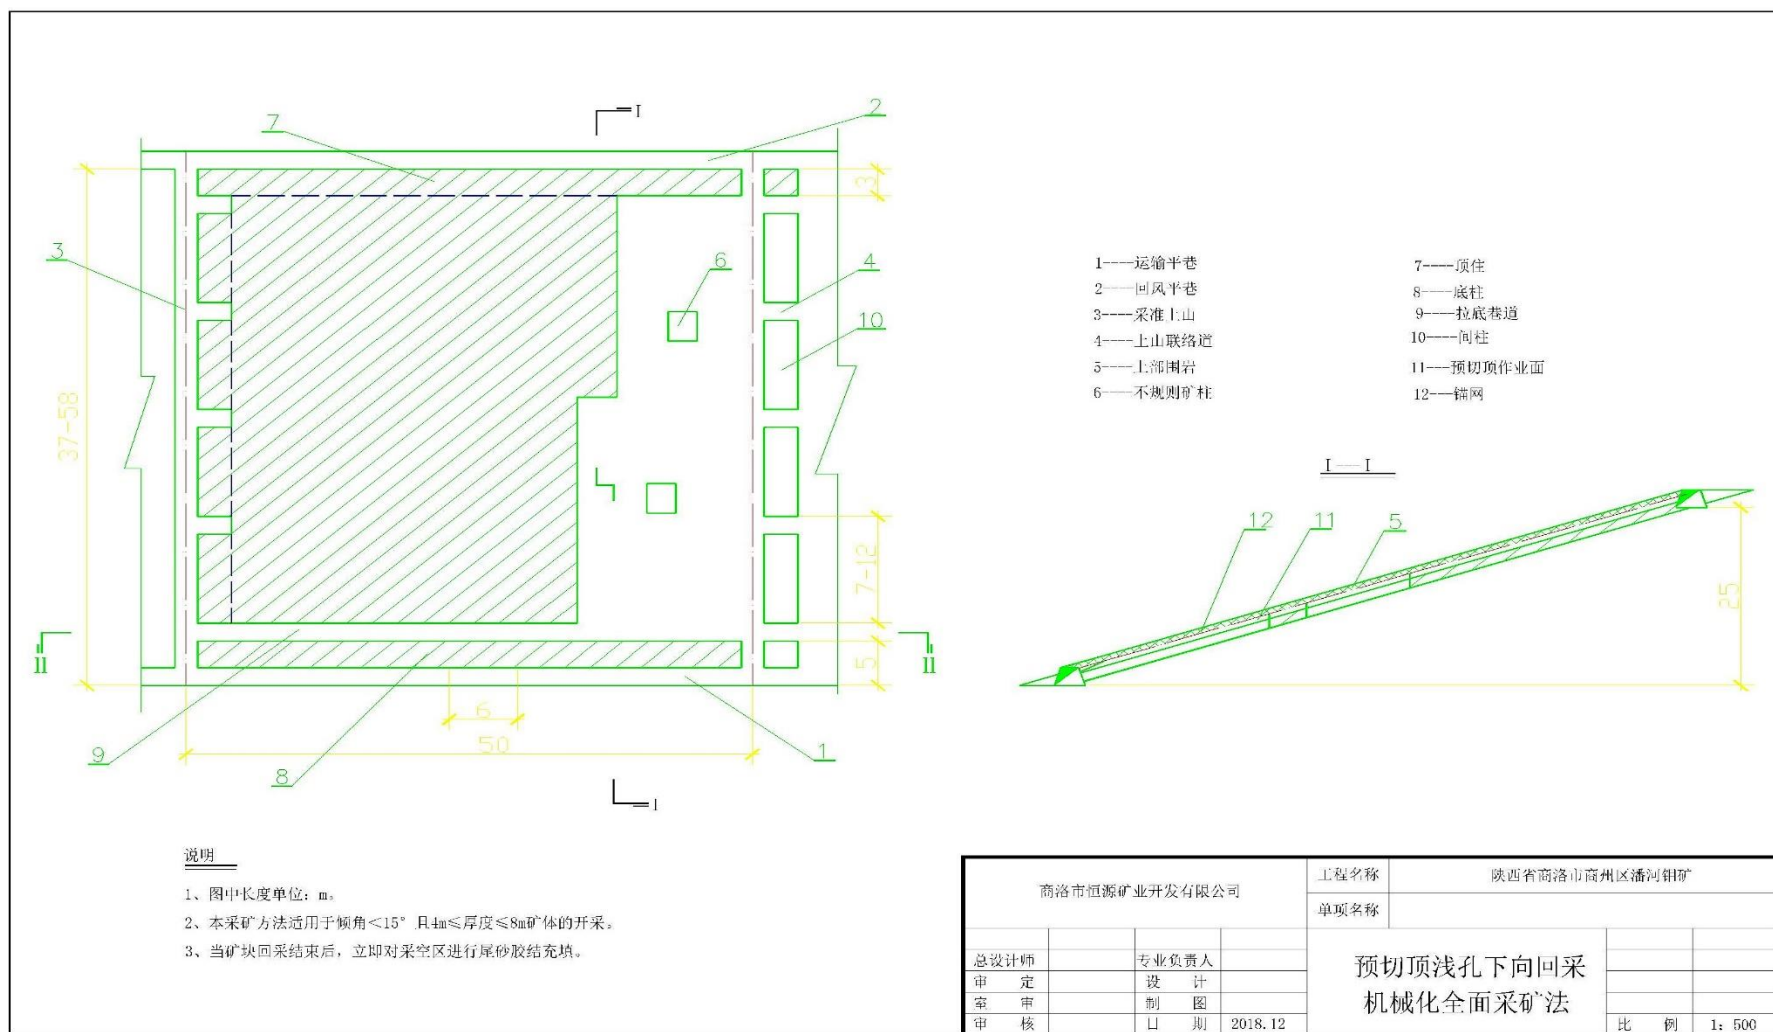 I
2
7
3
3
6
4
10
37-58
7-12
5
II
II
6
50
9
8
1
I
1----运输平巷
2----回风平巷
3----采准上山
4----上山联络道
5----上部围岩
6----不规则矿柱
7----顶住
8----底柱
9----拉底巷道
10----间柱
11---预切顶作业面
12---锚网
I——I
12
11
5
25
说明
1、图中长度单位：m。
2、本采矿方法适用于倾角＜15° 且4m≤厚度≤8m矿体的开采。
3、当矿块回采结束后，立即对采空区进行尾砂胶结充填。
商洛市恒源矿业开发有限公司
工程名称
陕西省商洛市商州区潘河钼矿
单项名称
总设计师
专业负责人
审 定
设 计
室 审
制 图
审 核
日 期
2018.12
预切顶浅孔下向回采
机械化全面采矿法
比 例
1: 500